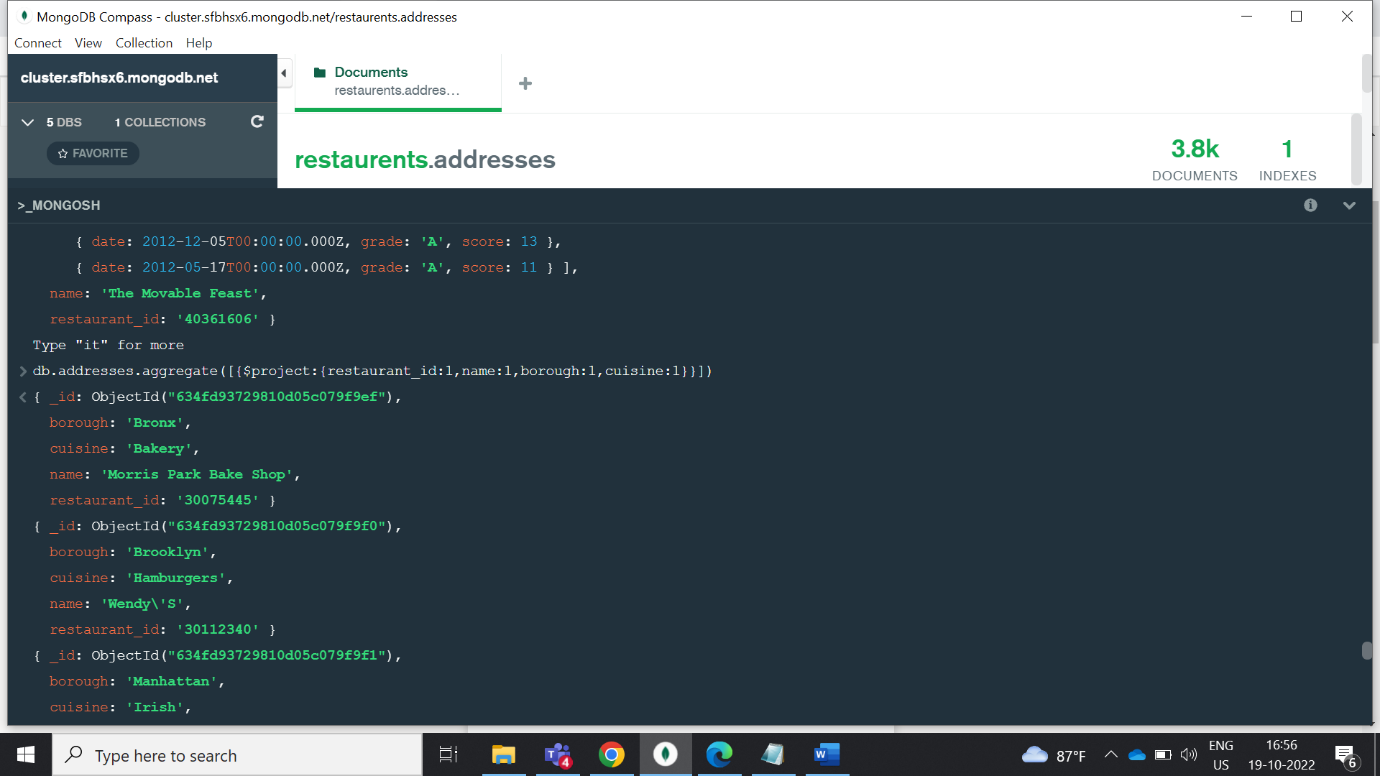 MongoDB Compass - cluster.sfbhsx6.mongodb.net/restaurents.addresses
Connect View Collection Help
cluster.sfbhsx6.mongodb.net
Documents
restaurents.addres...
5 DBS 1 COLLECTIONS
FAVORITE
restaurents.addresses
3.8k
DOCUMENTS
1
INDEXES
>_MONGOSH
{ date: 2012-12-05T00:00:00.000Z, grade: 'A', score: 13 },
{ date: 2012-05-17T00:00:00.000Z, grade: 'A', score: 11 } ],
name: 'The Movable Feast',
restaurant_id: '40361606' }
Type "it" for more
> db.addresses.aggregate([{$project:{restaurant_id:1,name:1,borough:1,cuisine:1}}])
< { _id: ObjectId("634fd93729810d05c079f9ef"),
borough: 'Bronx',
cuisine: 'Bakery',
name: 'Morris Park Bake Shop',
restaurant_id: '30075445' }
{ _id: ObjectId("634fd93729810d05c079f9f0"),
borough: 'Brooklyn',
cuisine: 'Hamburgers',
name: 'Wendy\'S',
restaurant_id: '30112340' }
{ _id: ObjectId("634fd93729810d05c079f9f1"),
borough: 'Manhattan',
cuisine: 'Irish',
Type here to search
4
W
87°F
ENG
US
16:56
19-10-2022
6